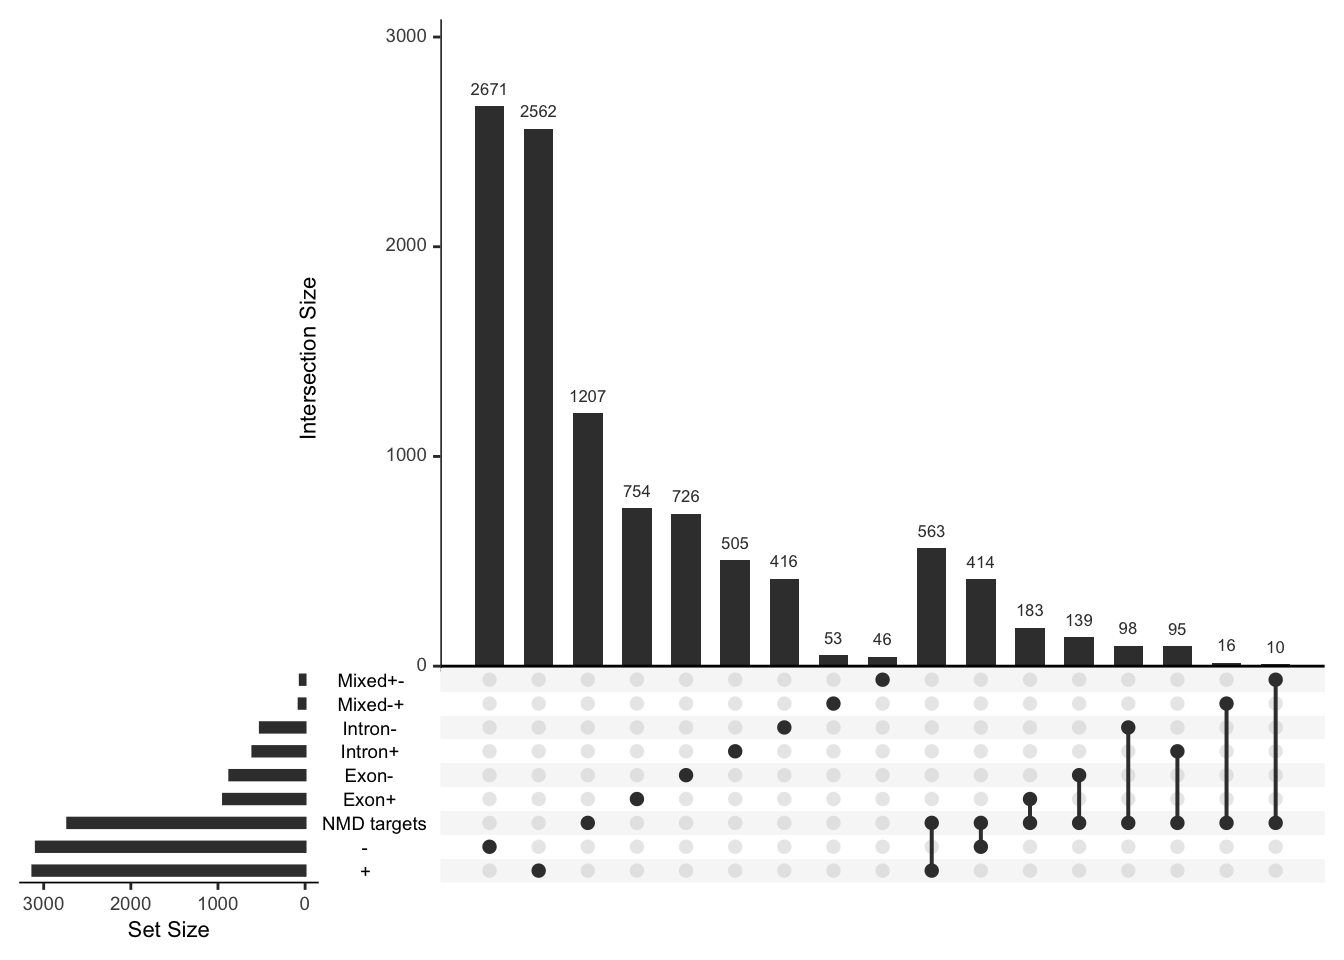 3000
2000
1000
0
Intersection Size
2671
2562
1207
754
726
505
416
53
46
563
414
183
139
98
95
16
10
Mixed+-
Mixed-+
Intron-
Intron+
Exon-
Exon+
NMD targets
-
+
3000 2000 1000 0
Set Size